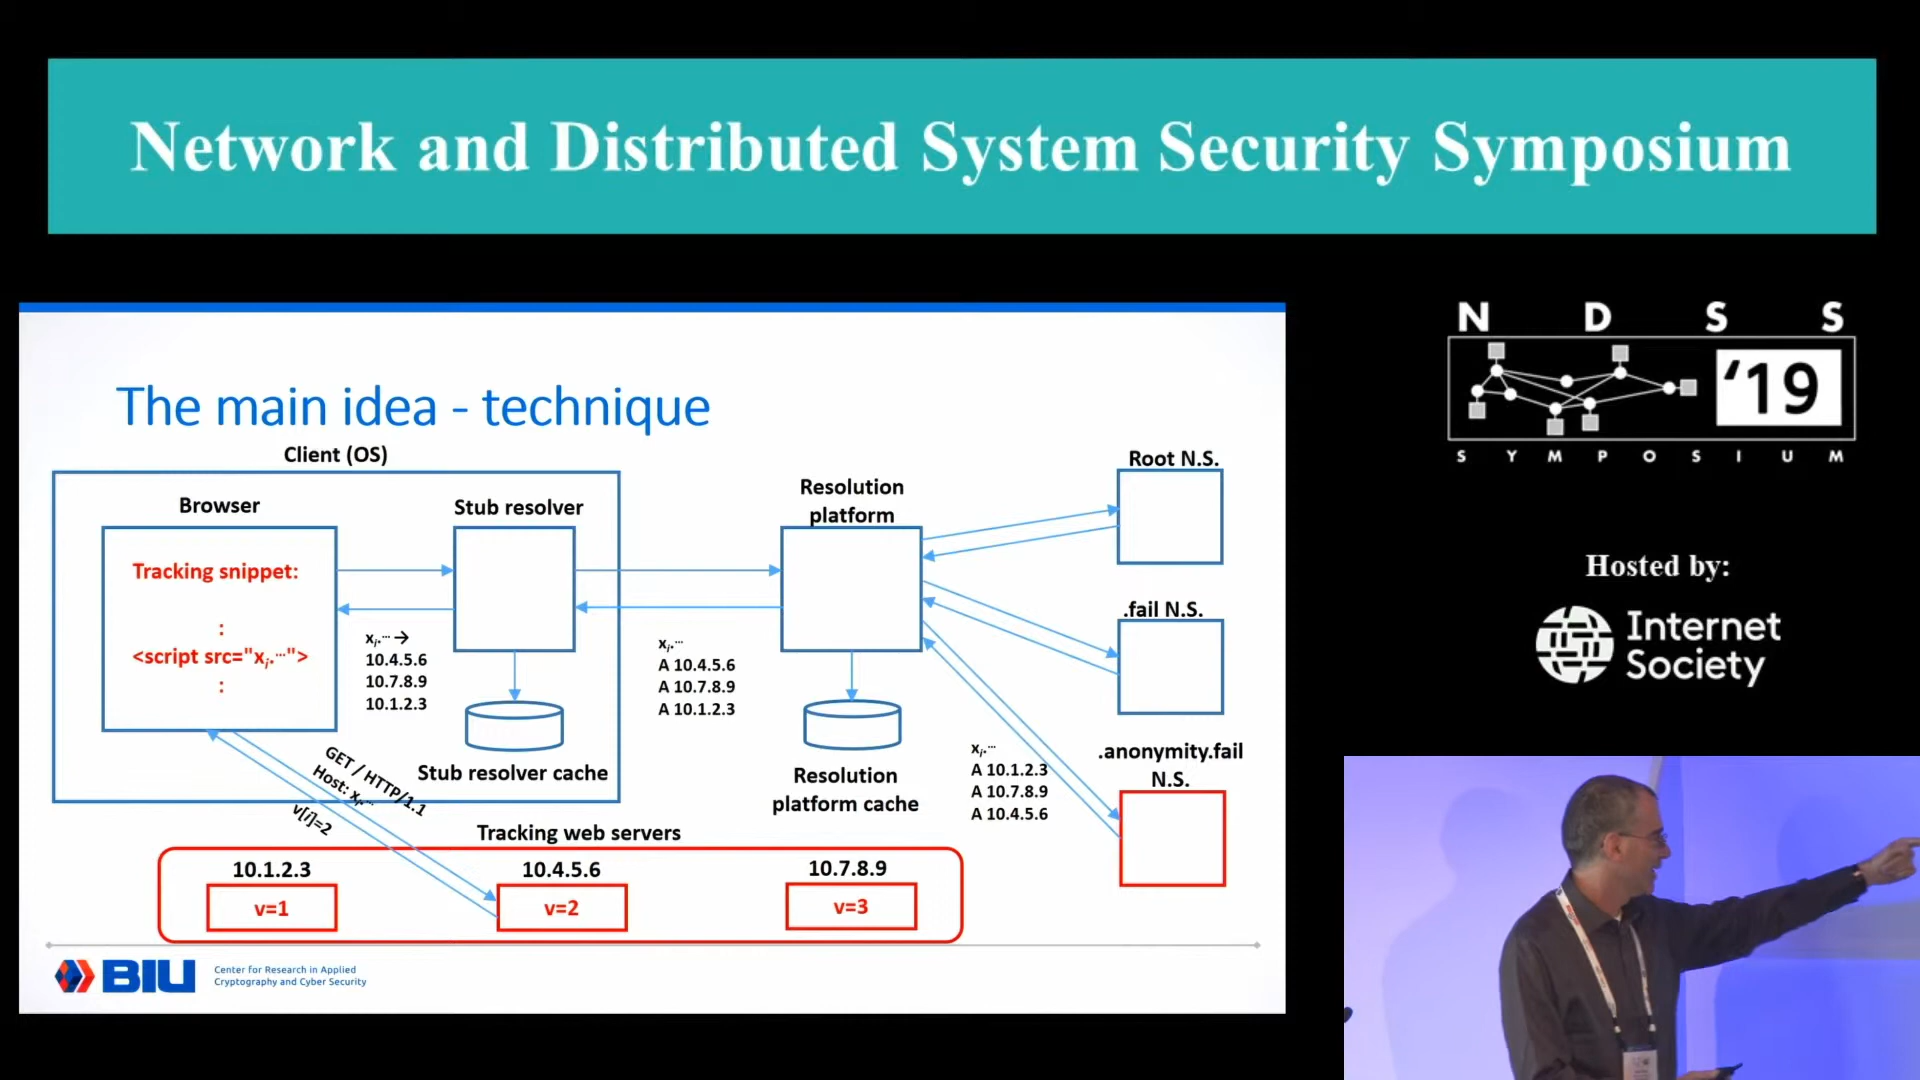 Network and Distributed System Security Symposium
N D S S
'19
S Y M P O S I U M
Hosted by:
Internet
Society
The main idea - technique
Client (OS)
Browser
Tracking snippet:
:
<script src="xᵢ.…">
:
Stub resolver
Stub resolver cache
xᵢ.… →
10.4.5.6
10.7.8.9
10.1.2.3
xᵢ.…
A 10.4.5.6
A 10.7.8.9
A 10.1.2.3
Resolution
platform
Resolution
platform cache
Root N.S.
.fail N.S.
.anonymity.fail
N.S.
xᵢ.…
A 10.1.2.3
A 10.7.8.9
A 10.4.5.6
GET / HTTP/1.1
Host: xᵢ.…
v[i]=2
Tracking web servers
10.1.2.3
v=1
10.4.5.6
v=2
10.7.8.9
v=3
BIU
Center for Research in Applied
Cryptography and Cyber Security